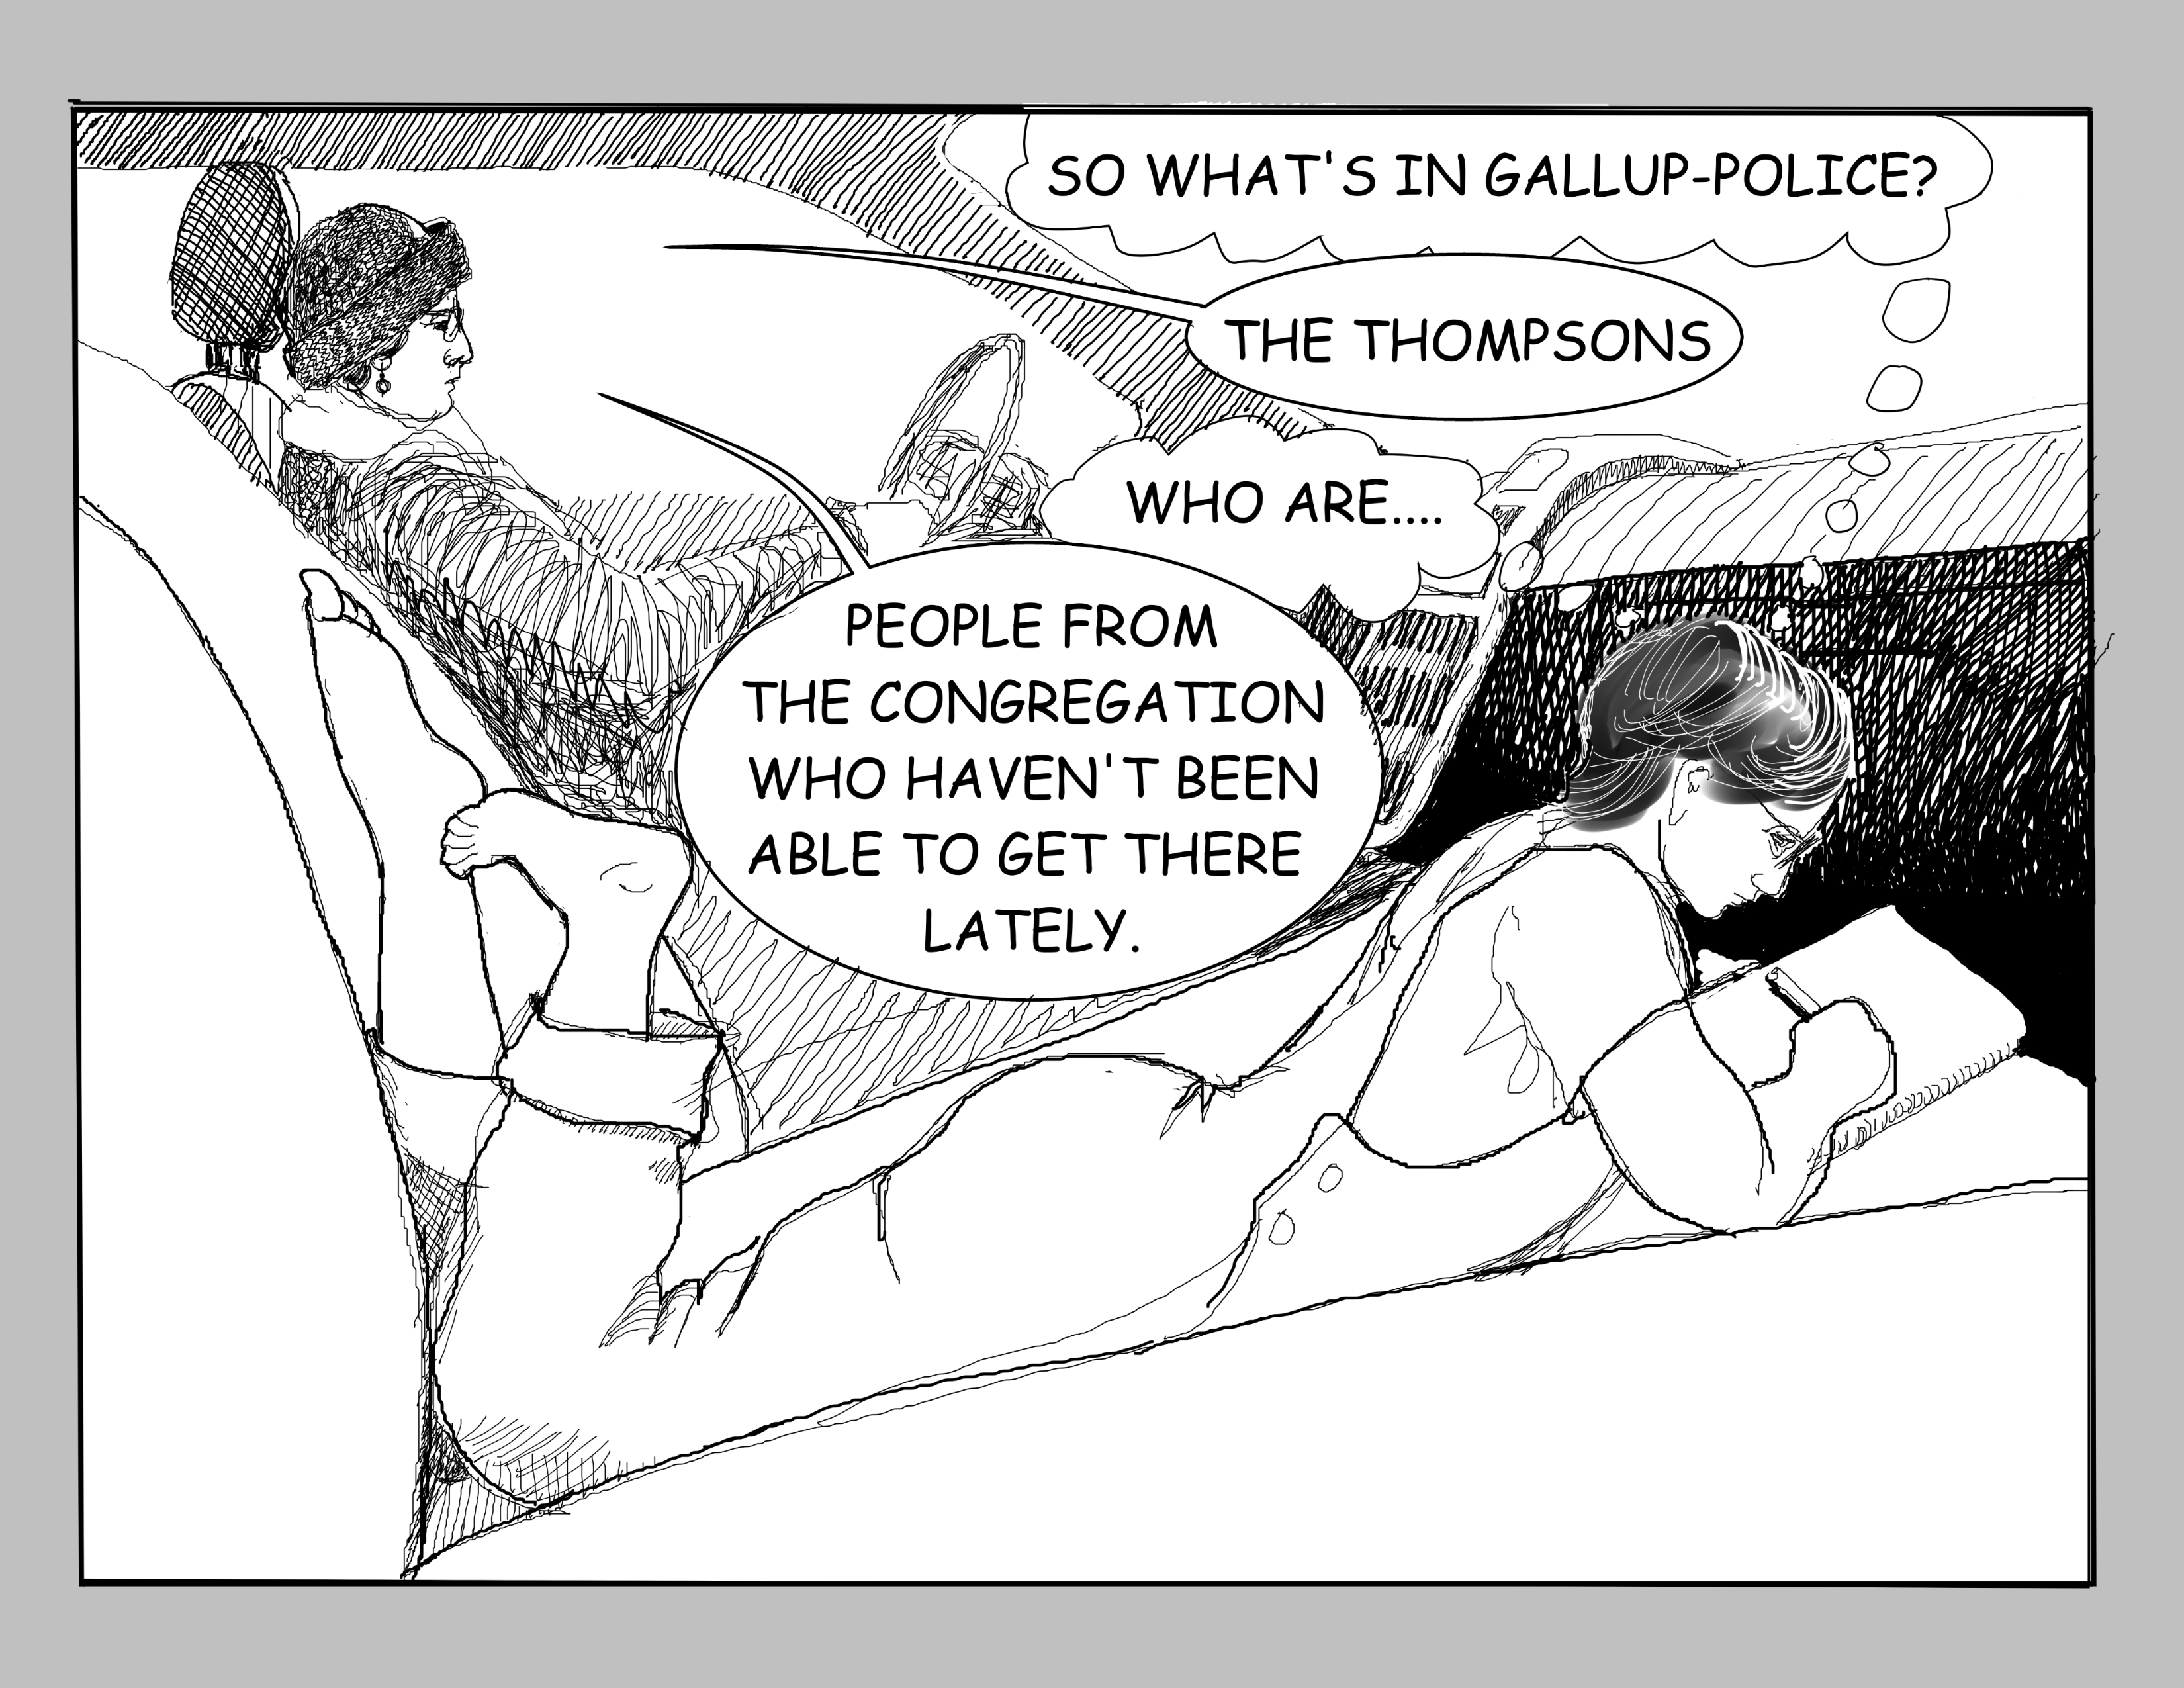 SO WHAT'S IN GALLUP-POLICE?
THE THOMPSONS
WHO ARE....
PEOPLE FROM
THE CONGREGATION
WHO HAVEN'T BEEN
ABLE TO GET THERE
LATELY.